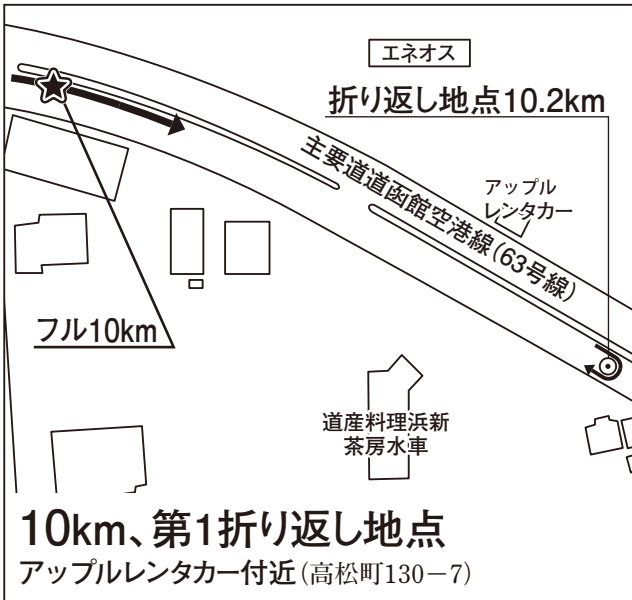 エネオス
折り返し地点10.2km
主要道道函館空港線(63号線)
アップル
レンタカー
フル10km
道産料理浜新
茶房水車
10km、第1折り返し地点
アップルレンタカー付近(高松町130−7)